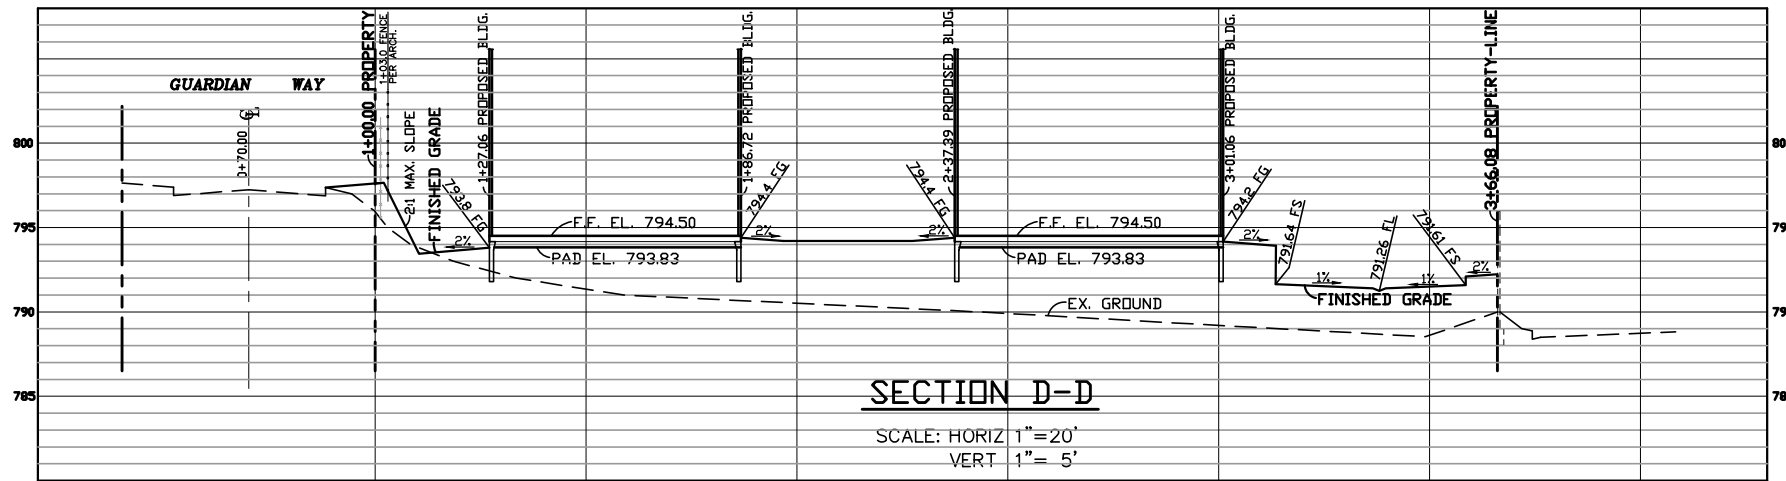 GUARDIAN WAY
0+70.00 ℄
1+00.00 PROPERTY
1+03.0 FENCE
PER ARCH.
2:1 MAX. SLOPE
FINISHED GRADE
793.8 FG
2%
1+27.06 PROPOSED BLDG.
F.F. EL. 794.50
PAD EL. 793.83
1+86.72 PROPOSED BLDG.
794.4 FG
2%
794.4 FG
2%
2+37.39 PROPOSED BLDG.
F.F. EL. 794.50
PAD EL. 793.83
3+01.06 PROPOSED BLDG.
794.2 FG
2%
791.64 FS
1%
791.26 FL
1%
791.61 FS
2%
3+66.08 PROPERTY-LINE
FINISHED GRADE
EX. GROUND
800
795
790
785
80
79
79
78
SECTION D-D
SCALE: HORIZ 1"=20'
VERT 1"= 5'